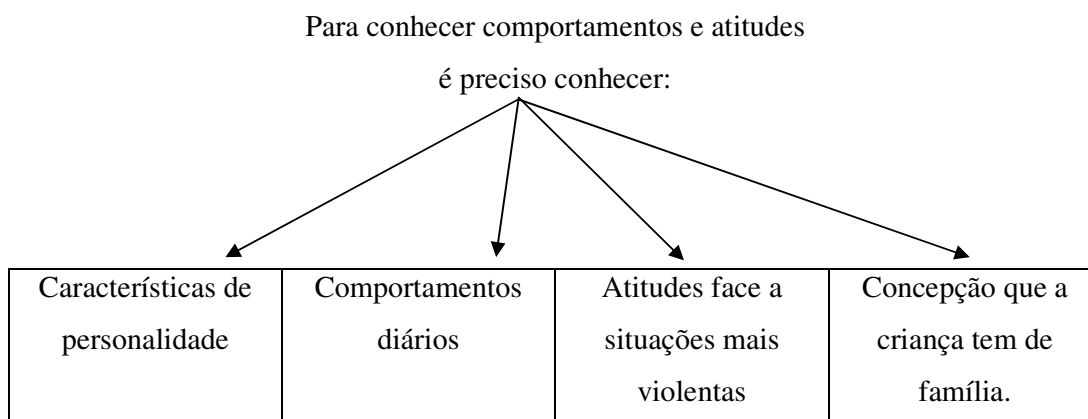 Para conhecer comportamentos e atitudes
é preciso conhecer:
Características de
personalidade
Comportamentos
diários
Atitudes face a
situações mais
violentas
Concepção que a
criança tem de
família.